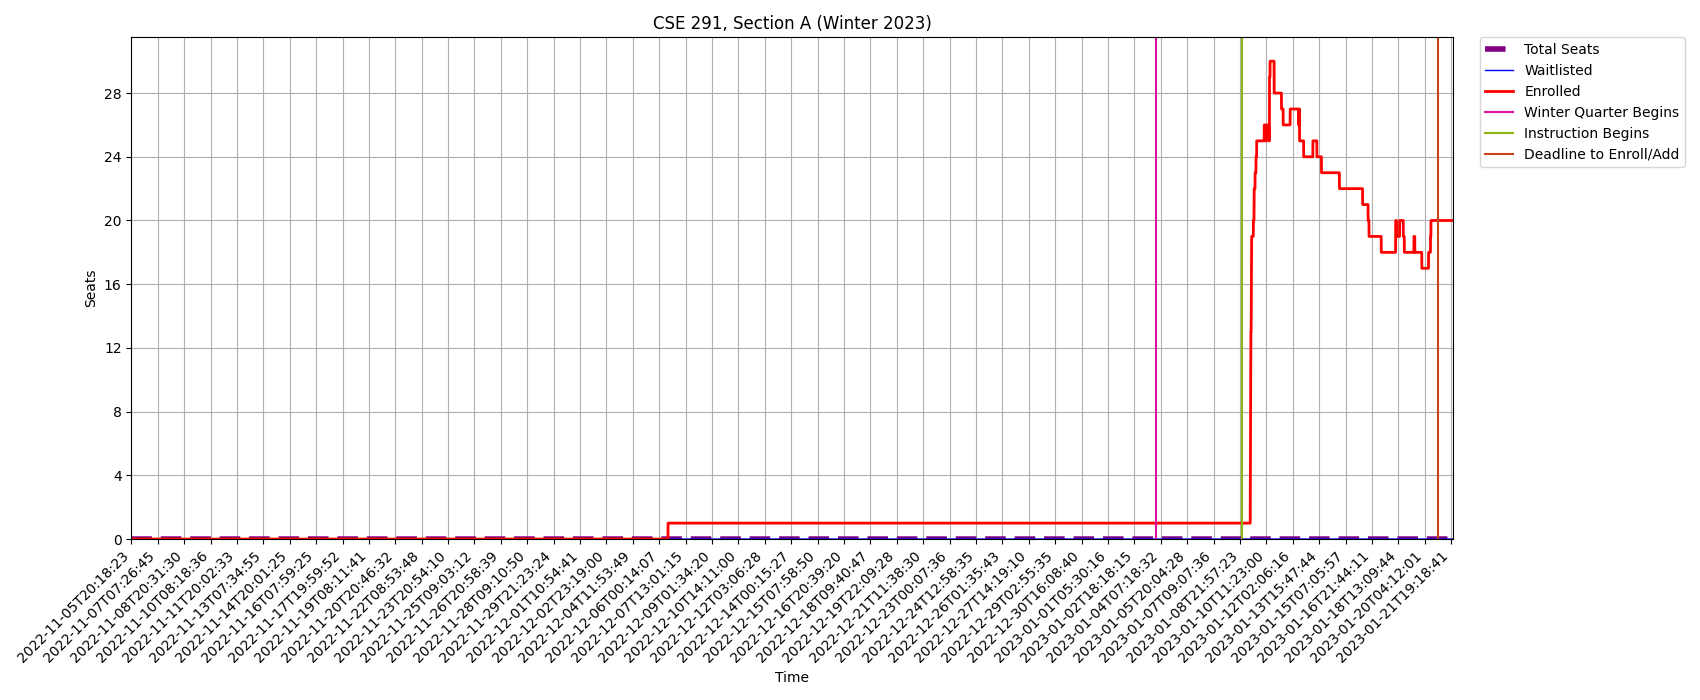 CSE 291, Section A (Winter 2023)
Total Seats
Waitlisted
Enrolled
Winter Quarter Begins
Instruction Begins
Deadline to Enroll/Add
Seats
28
24
20
16
12
8
4
0
2022-11-05T20:18:23
2022-11-07T07:26:45
2022-11-08T20:31:30
2022-11-10T08:18:36
2022-11-11T20:02:33
2022-11-13T07:34:55
2022-11-14T20:01:25
2022-11-16T07:59:25
2022-11-17T19:59:52
2022-11-19T08:11:41
2022-11-20T20:46:32
2022-11-22T08:53:48
2022-11-23T20:54:10
2022-11-25T09:03:12
2022-11-26T20:58:39
2022-11-28T09:10:50
2022-11-29T21:23:24
2022-12-01T10:54:41
2022-12-02T23:19:00
2022-12-04T11:53:49
2022-12-06T00:14:07
2022-12-07T13:01:15
2022-12-09T01:34:20
2022-12-10T14:11:00
2022-12-12T03:06:28
2022-12-14T00:15:27
2022-12-15T07:58:50
2022-12-16T20:39:20
2022-12-18T09:40:47
2022-12-19T22:09:28
2022-12-21T11:38:30
2022-12-23T00:07:36
2022-12-24T12:58:35
2022-12-26T01:35:43
2022-12-27T14:19:10
2022-12-29T02:55:35
2022-12-30T16:08:40
2023-01-01T05:30:16
2023-01-02T18:18:15
2023-01-04T07:18:32
2023-01-05T20:04:28
2023-01-07T09:07:36
2023-01-08T21:57:23
2023-01-10T11:23:00
2023-01-12T02:06:16
2023-01-13T15:47:44
2023-01-15T07:05:57
2023-01-16T21:44:11
2023-01-18T13:09:44
2023-01-20T04:12:01
2023-01-21T19:18:41
Time